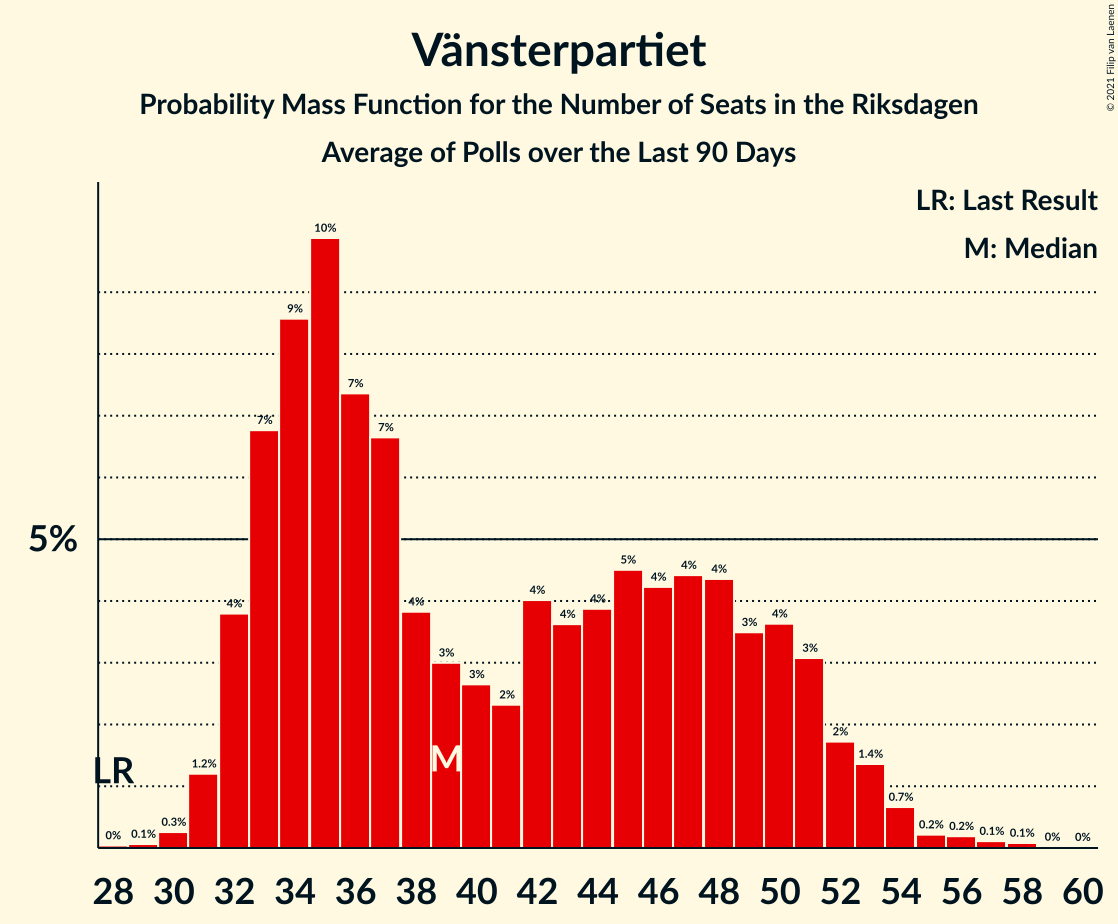 Vänsterpartiet
Probability Mass Function for the Number of Seats in the Riksdagen
Average of Polls over the Last 90 Days
© 2021 Filip van Laenen
LR: Last Result
M: Median
5%
LR
M
0% 0.1% 0.3% 1.2% 4% 7% 9% 10% 7% 7% 4% 3% 3% 2% 4% 4% 4% 5% 4% 4% 4% 3% 4% 3% 2% 1.4% 0.7% 0.2% 0.2% 0.1% 0.1% 0% 0%
28 30 32 34 36 38 40 42 44 46 48 50 52 54 56 58 60